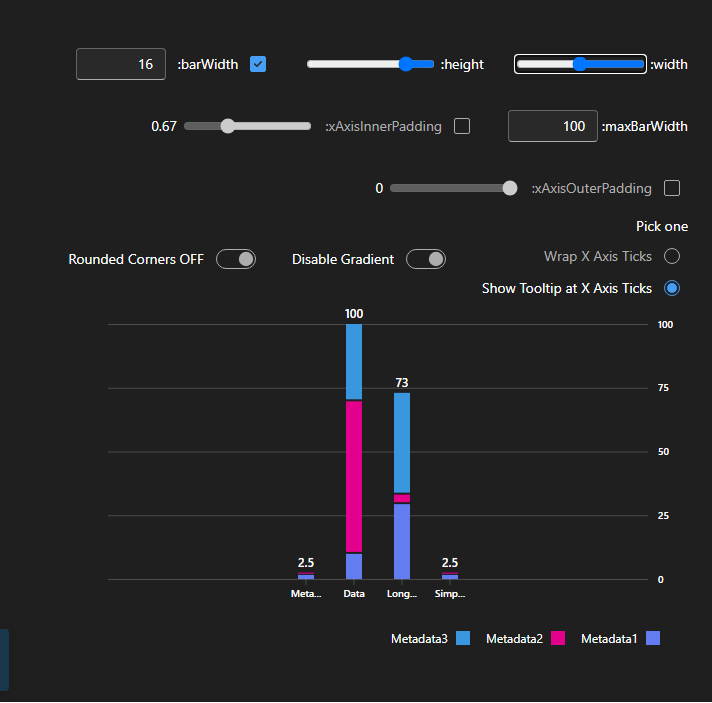 width:
height:
barWidth:
16
maxBarWidth:
100
xAxisInnerPadding:
0.67
xAxisOuterPadding:
0
Pick one
Wrap X Axis Ticks
Show Tooltip at X Axis Ticks
Disable Gradient
Rounded Corners OFF
100
75
50
25
0
2.5
100
73
2.5
Meta...
Data
Long...
Simp...
Metadata3
Metadata2
Metadata1